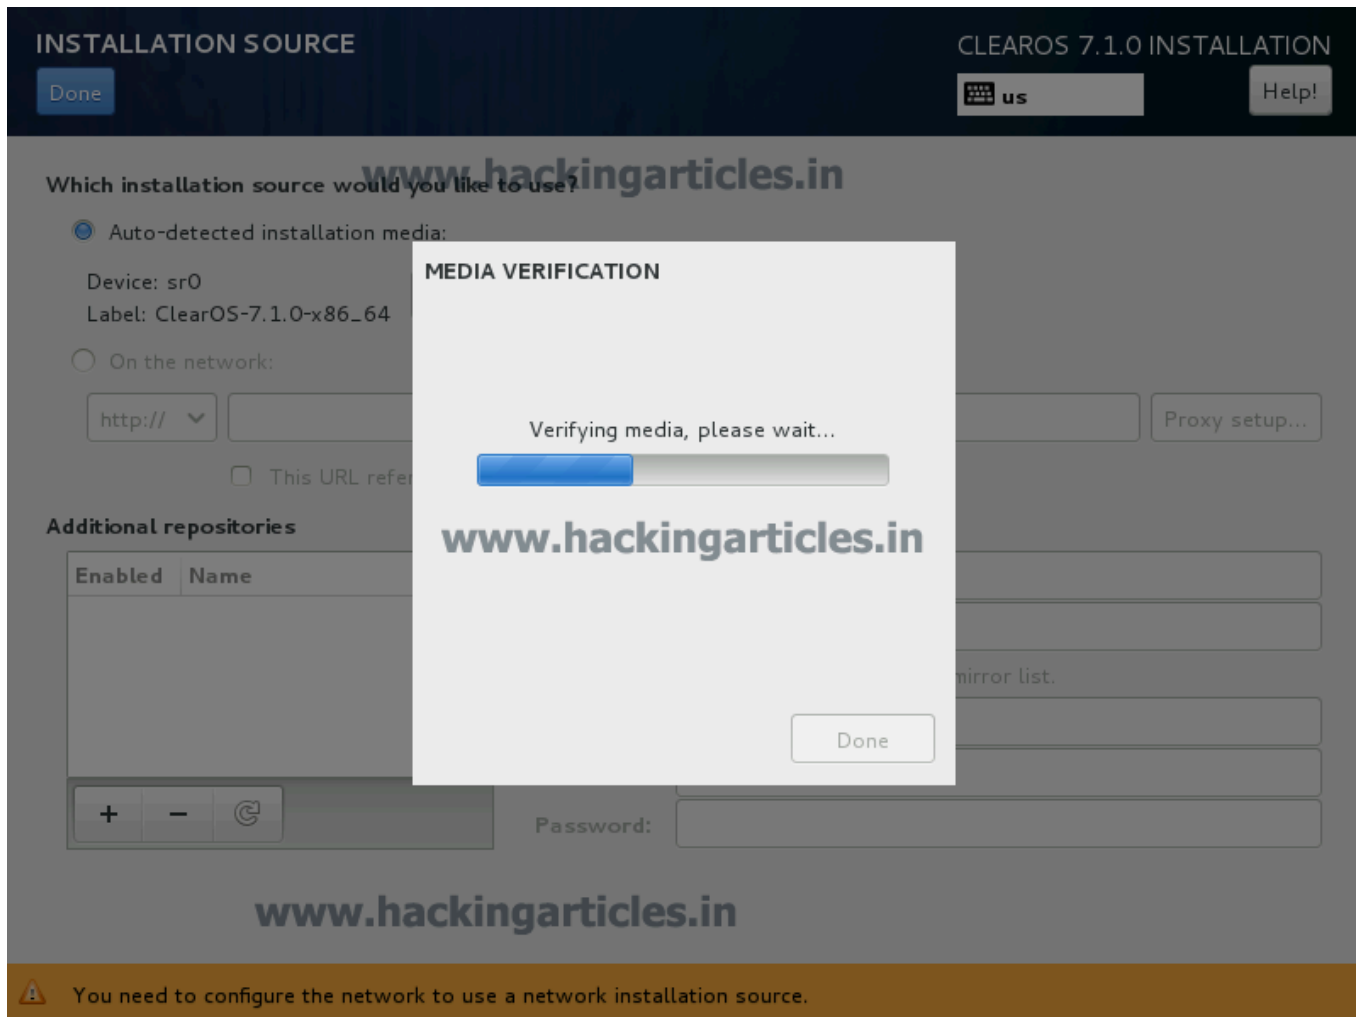 INSTALLATION SOURCE
CLEAROS 7.1.0 INSTALLATION
Done
us
Help!
www.hackingarticles.in
Which installation source would you like to use?
Auto-detected installation media:
Device: sr0
Label: ClearOS-7.1.0-x86_64
On the network:
http://
Proxy setup...
This URL refer
MEDIA VERIFICATION
Verifying media, please wait...
www.hackingarticles.in
Done
Additional repositories
Enabled Name
mirror list.
+ −
Password:
www.hackingarticles.in
You need to configure the network to use a network installation source.